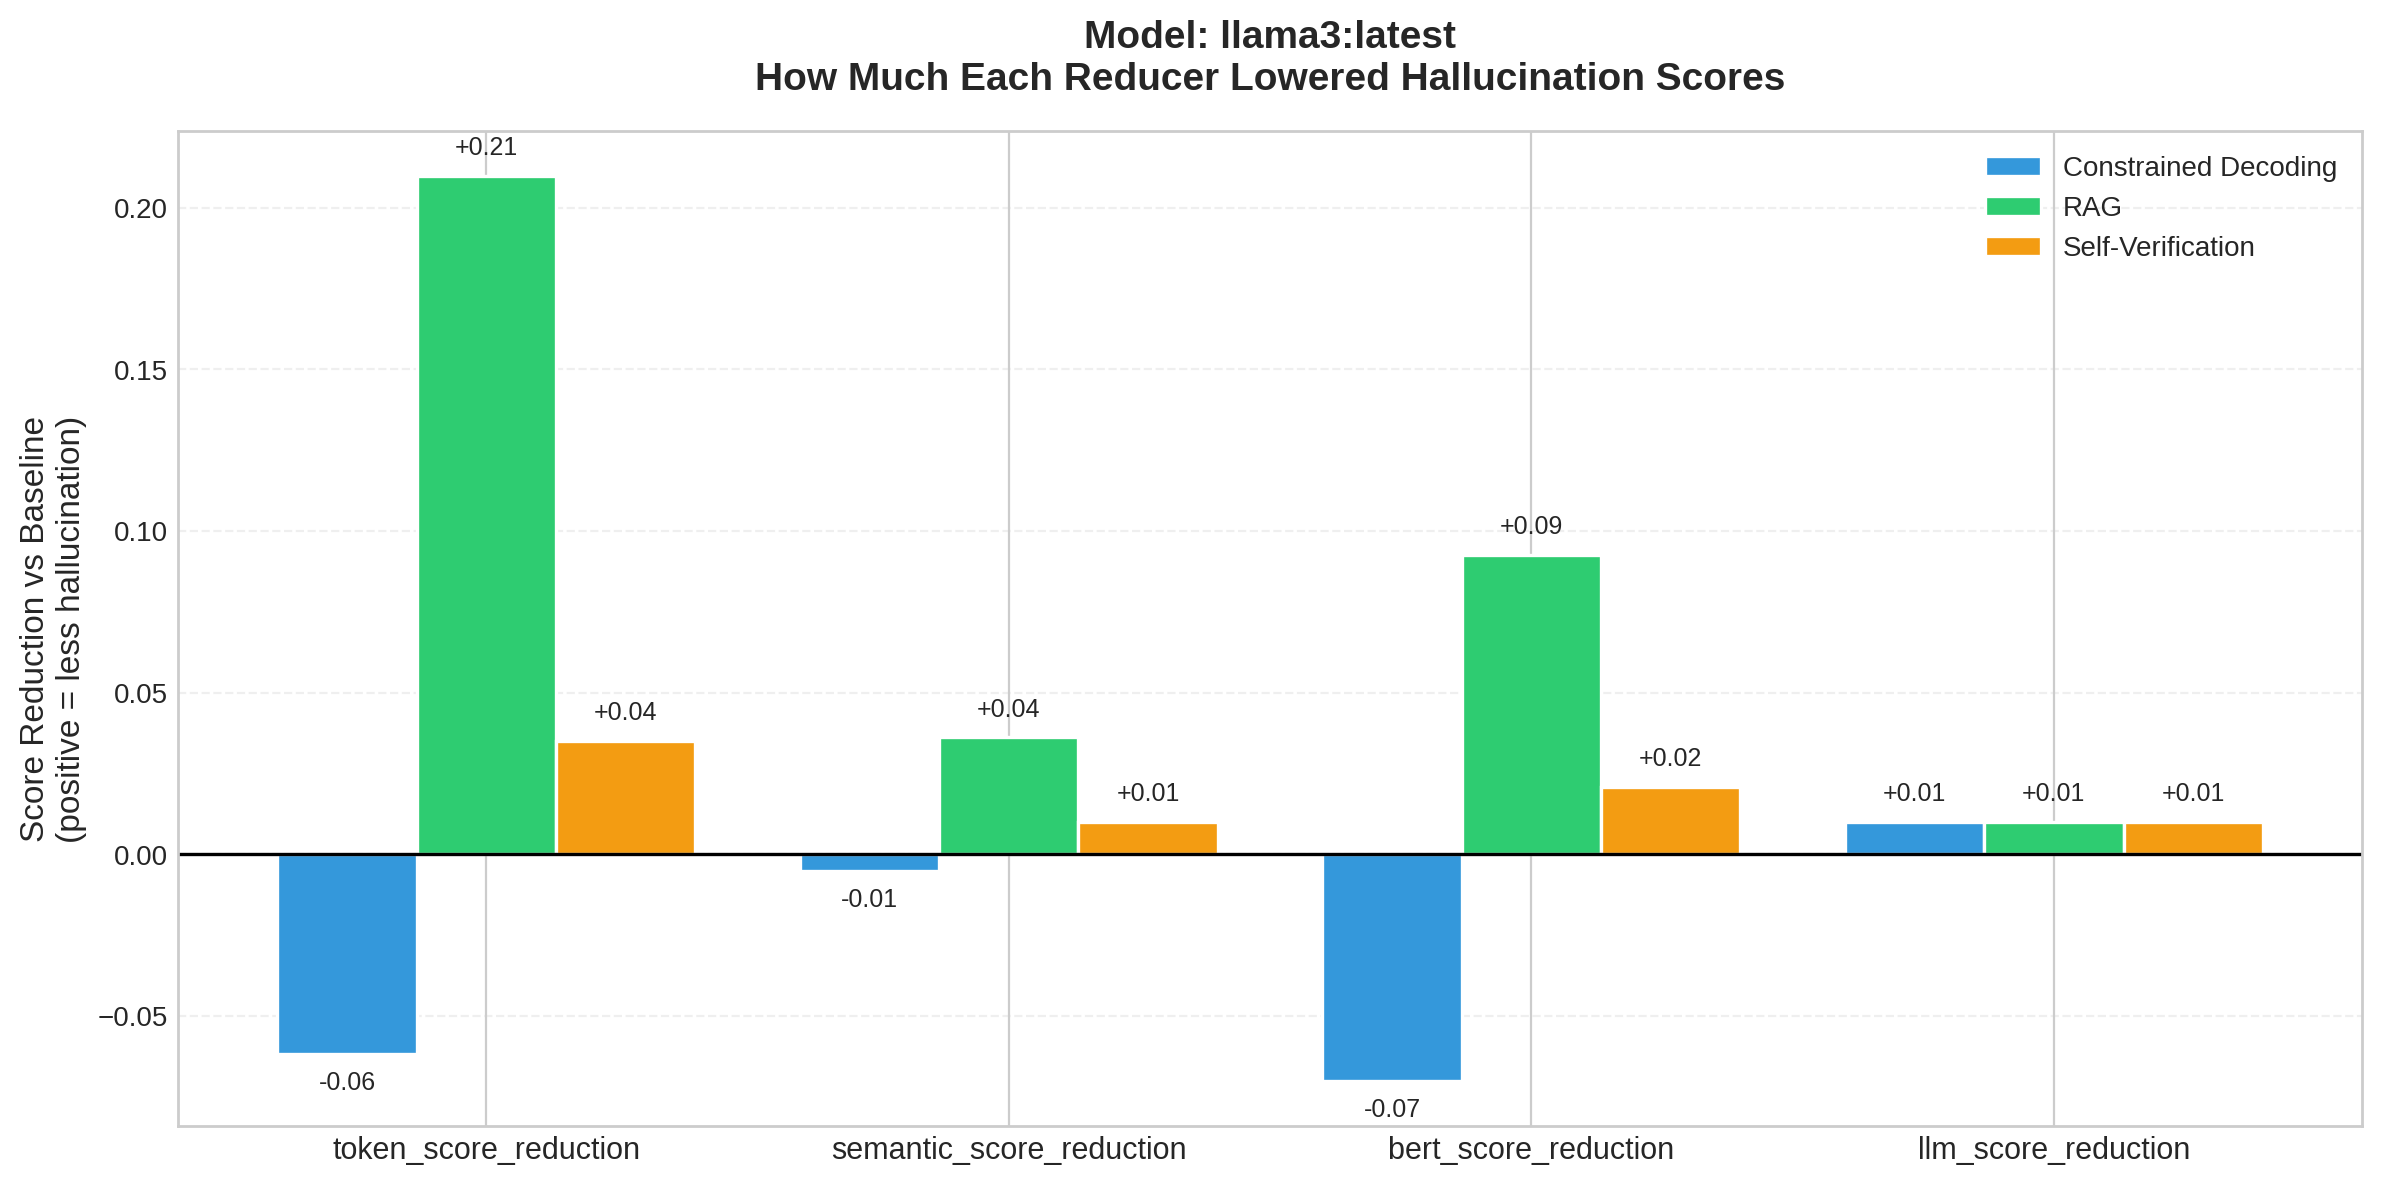 Model: llama3:latest
How Much Each Reducer Lowered Hallucination Scores
Score Reduction vs Baseline
(positive = less hallucination)
0.20
0.15
0.10
0.05
0.00
−0.05
+0.21
+0.04
-0.06
+0.04
+0.01
-0.01
+0.09
+0.02
-0.07
+0.01
+0.01
+0.01
Constrained Decoding
RAG
Self-Verification
token_score_reduction
semantic_score_reduction
bert_score_reduction
llm_score_reduction